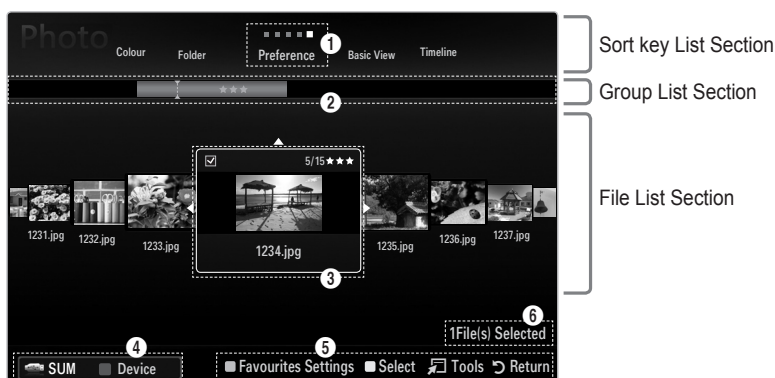 Photo
Colour Folder Preference Basic View Timeline
1
★★★
2
5/15★★★
1231.jpg 1232.jpg 1233.jpg 1234.jpg 1235.jpg 1236.jpg 1237.jpg
3
6
1File(s) Selected
4
5
SUM Device Favourites Settings Select Tools Return
Sort key List Section
Group List Section
File List Section